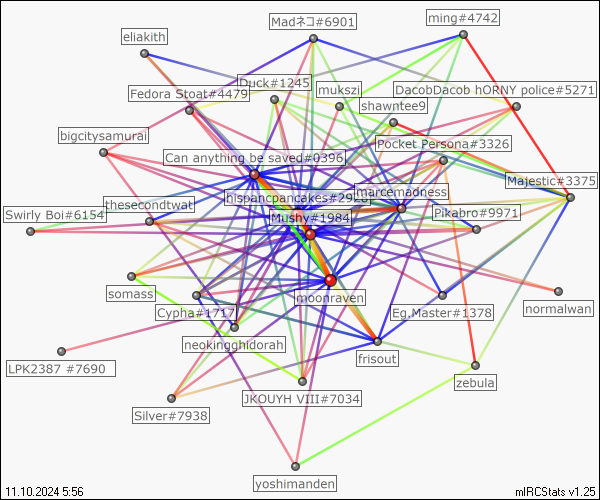 Madネコ#6901
ming#4742
eliakith
Duck#1245
mukszi
DacobDacob hORNY police#5271
Fedora Stoat#4479
shawntee9
bigcitysamurai
Pocket Persona#3326
Can anything be saved#0396
Majestic#3375
hispancpancakes#2926
marcemadness
thesecondtwat
Swirly Boi#6154
Mushy#1984
Pikabro#9971
somass
moonraven
Cypha#1717
Eg.Master#1378
normalwan
neokingghidorah
frisout
LPK2387 #7690
zebula
JKOUYH VIII#7034
Silver#7938
yoshimanden
11.10.2024 5:56
mIRCStats v1.25